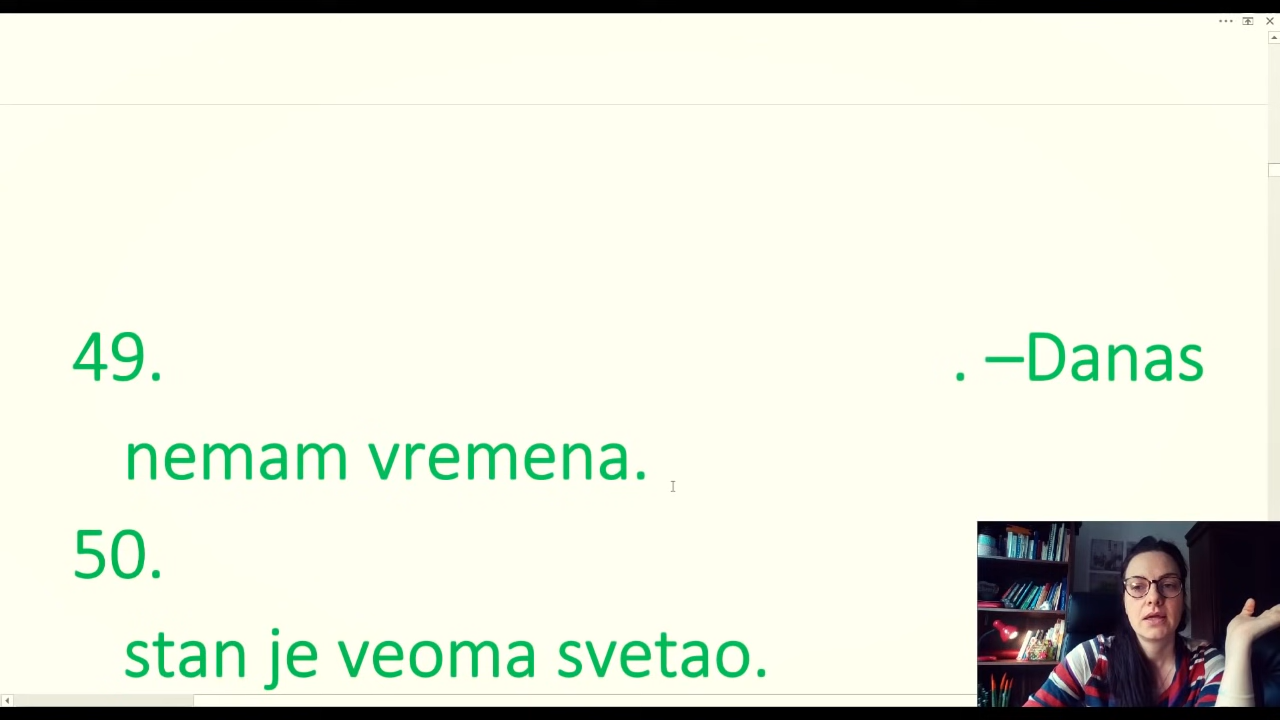 49. . –Danas
nemam vremena.
50.
stan je veoma svetao.